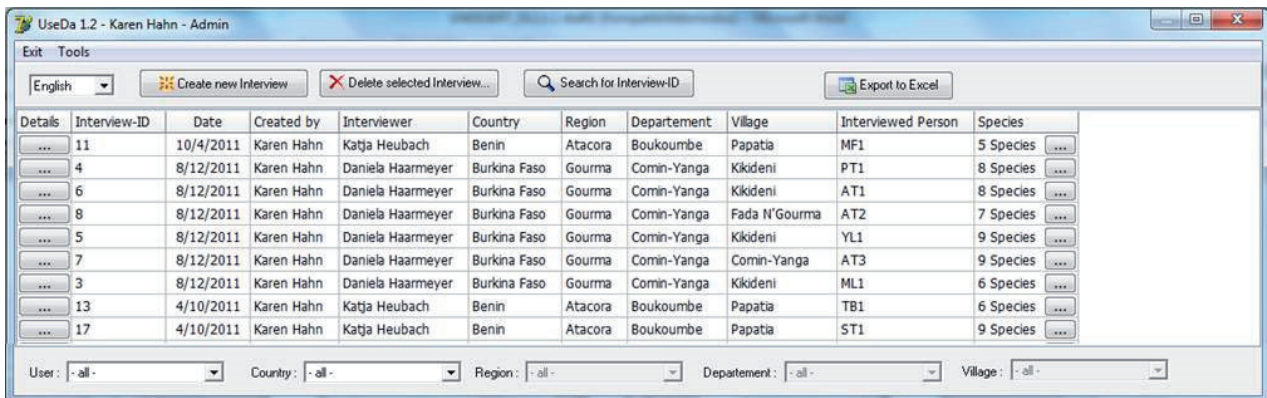 UseDa 1.2 - Karen Hahn - Admin
Exit Tools
English Create new Interview Delete selected Interview... Search for Interview-ID Export to Excel
Details Interview-ID Date Created by Interviewer Country Region Departement Village Interviewed Person Species
... 11 10/4/2011 Karen Hahn Katja Heubach Benin Atacora Boukoumbe Papatia MF1 5 Species ...
... 4 8/12/2011 Karen Hahn Daniela Haarmeyer Burkina Faso Gourma Comin-Yanga Kikideni PT1 8 Species ...
... 6 8/12/2011 Karen Hahn Daniela Haarmeyer Burkina Faso Gourma Comin-Yanga Kikideni AT1 8 Species ...
... 8 8/12/2011 Karen Hahn Daniela Haarmeyer Burkina Faso Gourma Comin-Yanga Fada N'Gourma AT2 7 Species ...
... 5 8/12/2011 Karen Hahn Daniela Haarmeyer Burkina Faso Gourma Comin-Yanga Kikideni YL1 9 Species ...
... 7 8/12/2011 Karen Hahn Daniela Haarmeyer Burkina Faso Gourma Comin-Yanga Comin-Yanga AT3 9 Species ...
... 3 8/12/2011 Karen Hahn Daniela Haarmeyer Burkina Faso Gourma Comin-Yanga Kikideni ML1 6 Species ...
... 13 4/10/2011 Karen Hahn Katja Heubach Benin Atacora Boukoumbe Papatia TB1 6 Species ...
... 17 4/10/2011 Karen Hahn Katja Heubach Benin Atacora Boukoumbe Papatia ST1 9 Species ...
User : - all - Country : - all - Region : - all - Departement : - all - Village : - all -